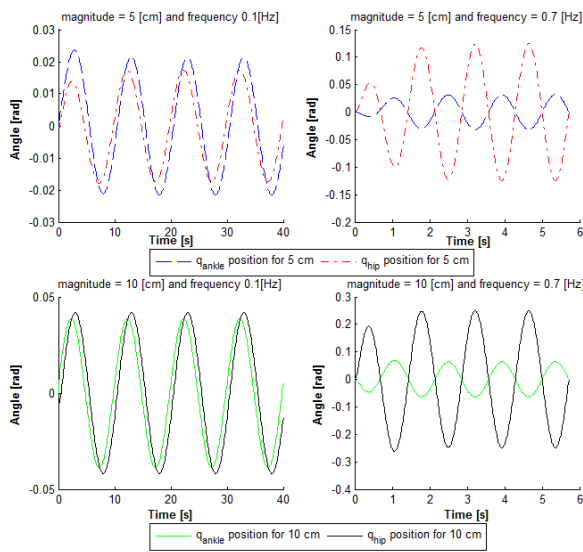 magnitude = 5 [cm] and frequency 0.1[Hz]
0.03
0.02
0.01
0
-0.01
-0.02
-0.03
Angle [rad]
0 10 20 30 40
Time [s]
magnitude = 5 [cm] and frequency = 0.7 [Hz]
0.15
0.1
0.05
0
-0.05
-0.1
-0.15
-0.2
Angle [rad]
0 1 2 3 4 5 6
Time [s]
q_ankle position for 5 cm q_hip position for 5 cm
magnitude = 10 [cm] and frequency 0.1[Hz]
0.05
0
-0.05
Angle [rad]
0 10 20 30 40
Time [s]
magnitude = 10 [cm] and frequency = 0.7 [Hz]
0.3
0.2
0.1
0
-0.1
-0.2
-0.3
-0.4
Angle [rad]
0 1 2 3 4 5 6
Time [s]
q_ankle position for 10 cm q_hip position for 10 cm